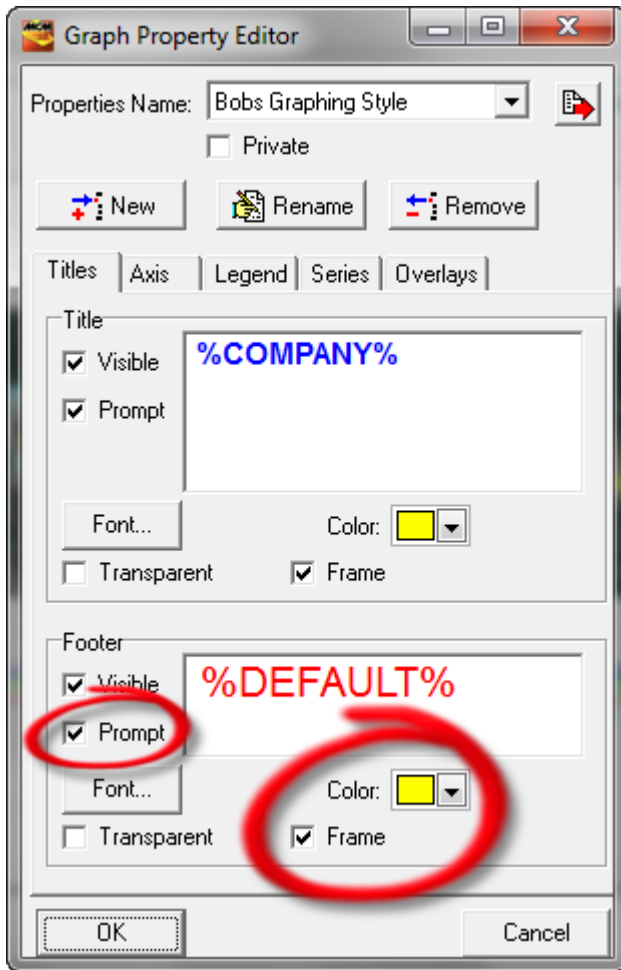 Graph Property Editor
Properties Name: Bobs Graphing Style
Private
New Rename Remove
Titles Axis Legend Series Overlays
Title
Visible %COMPANY%
Prompt
Font... Color:
Transparent Frame
Footer
Visible %DEFAULT%
Prompt
Font... Color:
Transparent Frame
OK Cancel